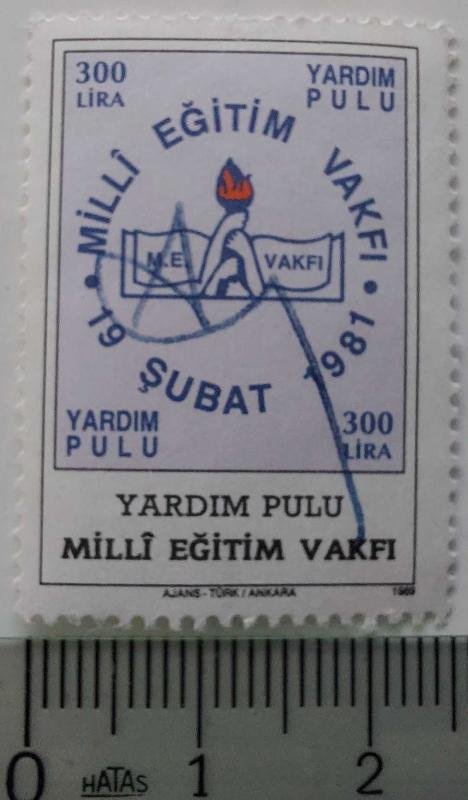 300
LİRA
YARDIM
PULU
MİLLÎ EĞİTİM VAKFI
M.E. VAKFI
• 19 ŞUBAT 1981 •
YARDIM
PULU
300
LİRA
YARDIM PULU
MİLLÎ EĞİTİM VAKFI
AJANS - TÜRK / ANKARA 1989
0 HATAS 1 2